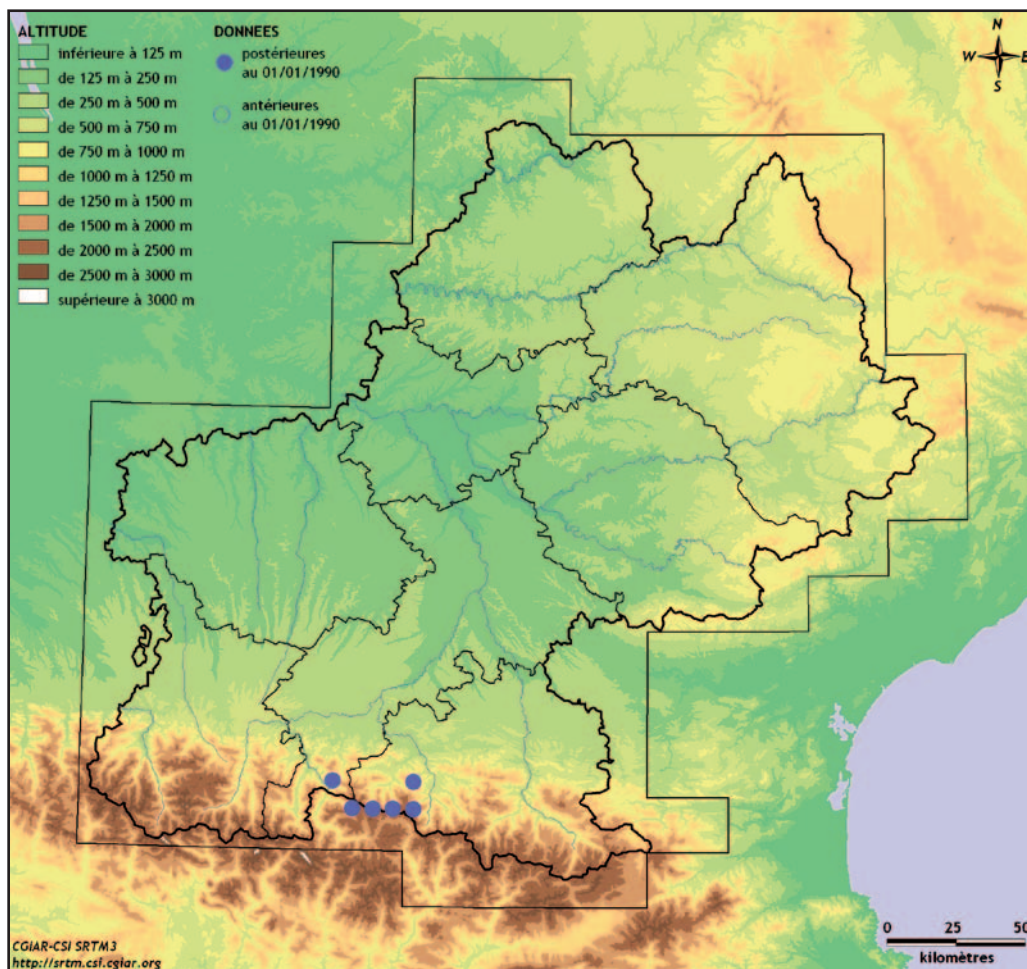 ALTITUDE
inférieure à 125 m
de 125 m à 250 m
de 250 m à 500 m
de 500 m à 750 m
de 750 m à 1000 m
de 1000 m à 1250 m
de 1250 m à 1500 m
de 1500 m à 2000 m
de 2000 m à 2500 m
de 2500 m à 3000 m
supérieure à 3000 m
DONNEES
postérieures
au 01/01/1990
antérieures
au 01/01/1990
N
W E
S
CGIAR-CSI SRTM3
http://srtm.csi.cgiar.org
0 25 50
kilomètres